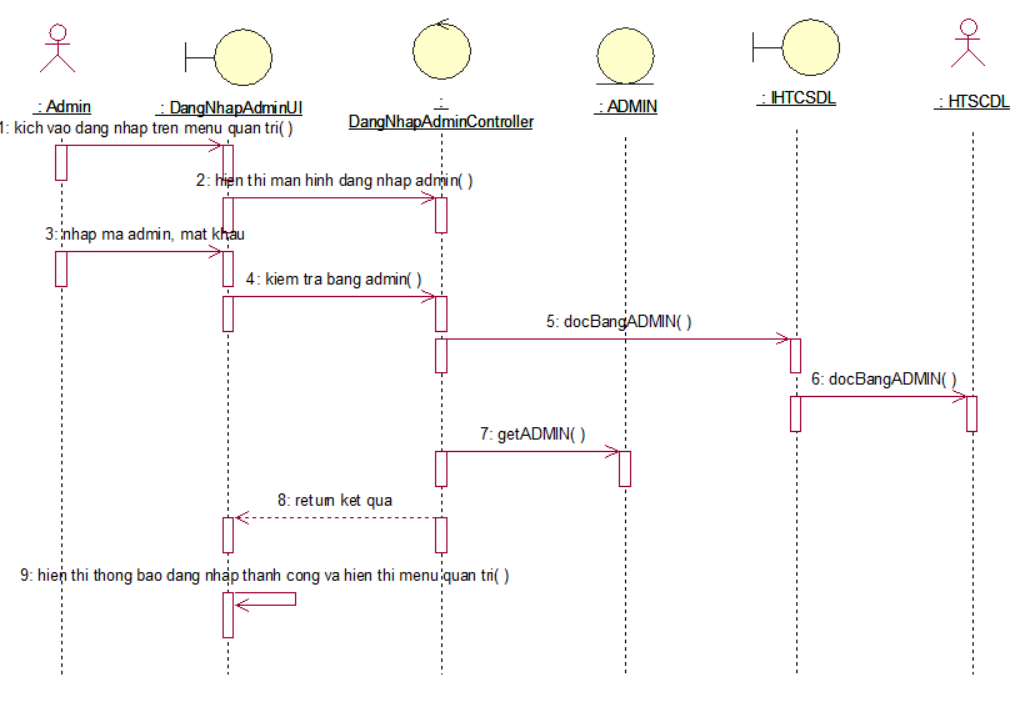 : Admin
: DangNhapAdminUI
:
DangNhapAdminController
: ADMIN
: IHTCSDL
: HTSCDL
1: kich vao dang nhap tren menu quan tri( )
2: hien thi man hinh dang nhap admin( )
3: nhap ma admin, mat khau
4: kiem tra bang admin( )
5: docBangADMIN( )
6: docBangADMIN( )
7: getADMIN( )
8: return ket qua
9: hien thi thong bao dang nhap thanh cong va hien thi menu quan tri( )